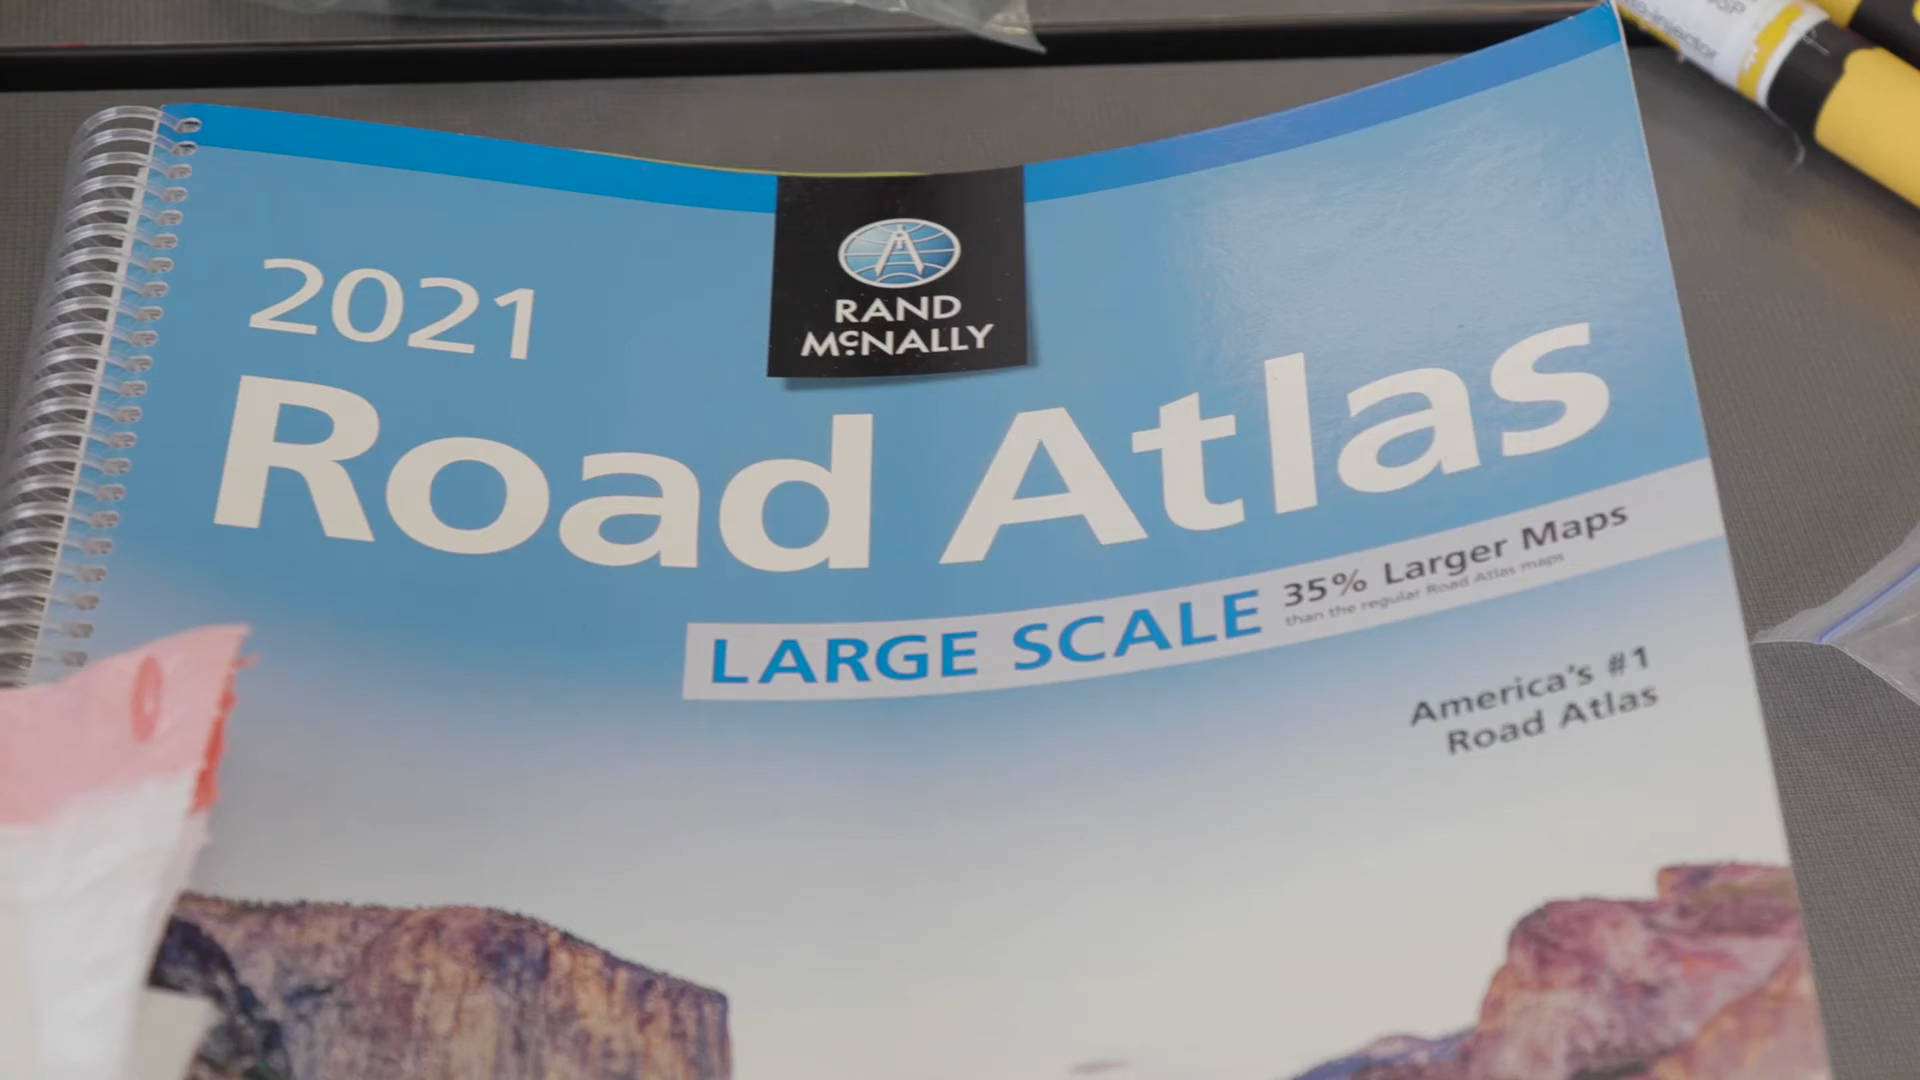 2021
RAND
McNALLY
Road Atlas
LARGE SCALE
35% Larger Maps
than the regular Road Atlas maps
America's #1
Road Atlas